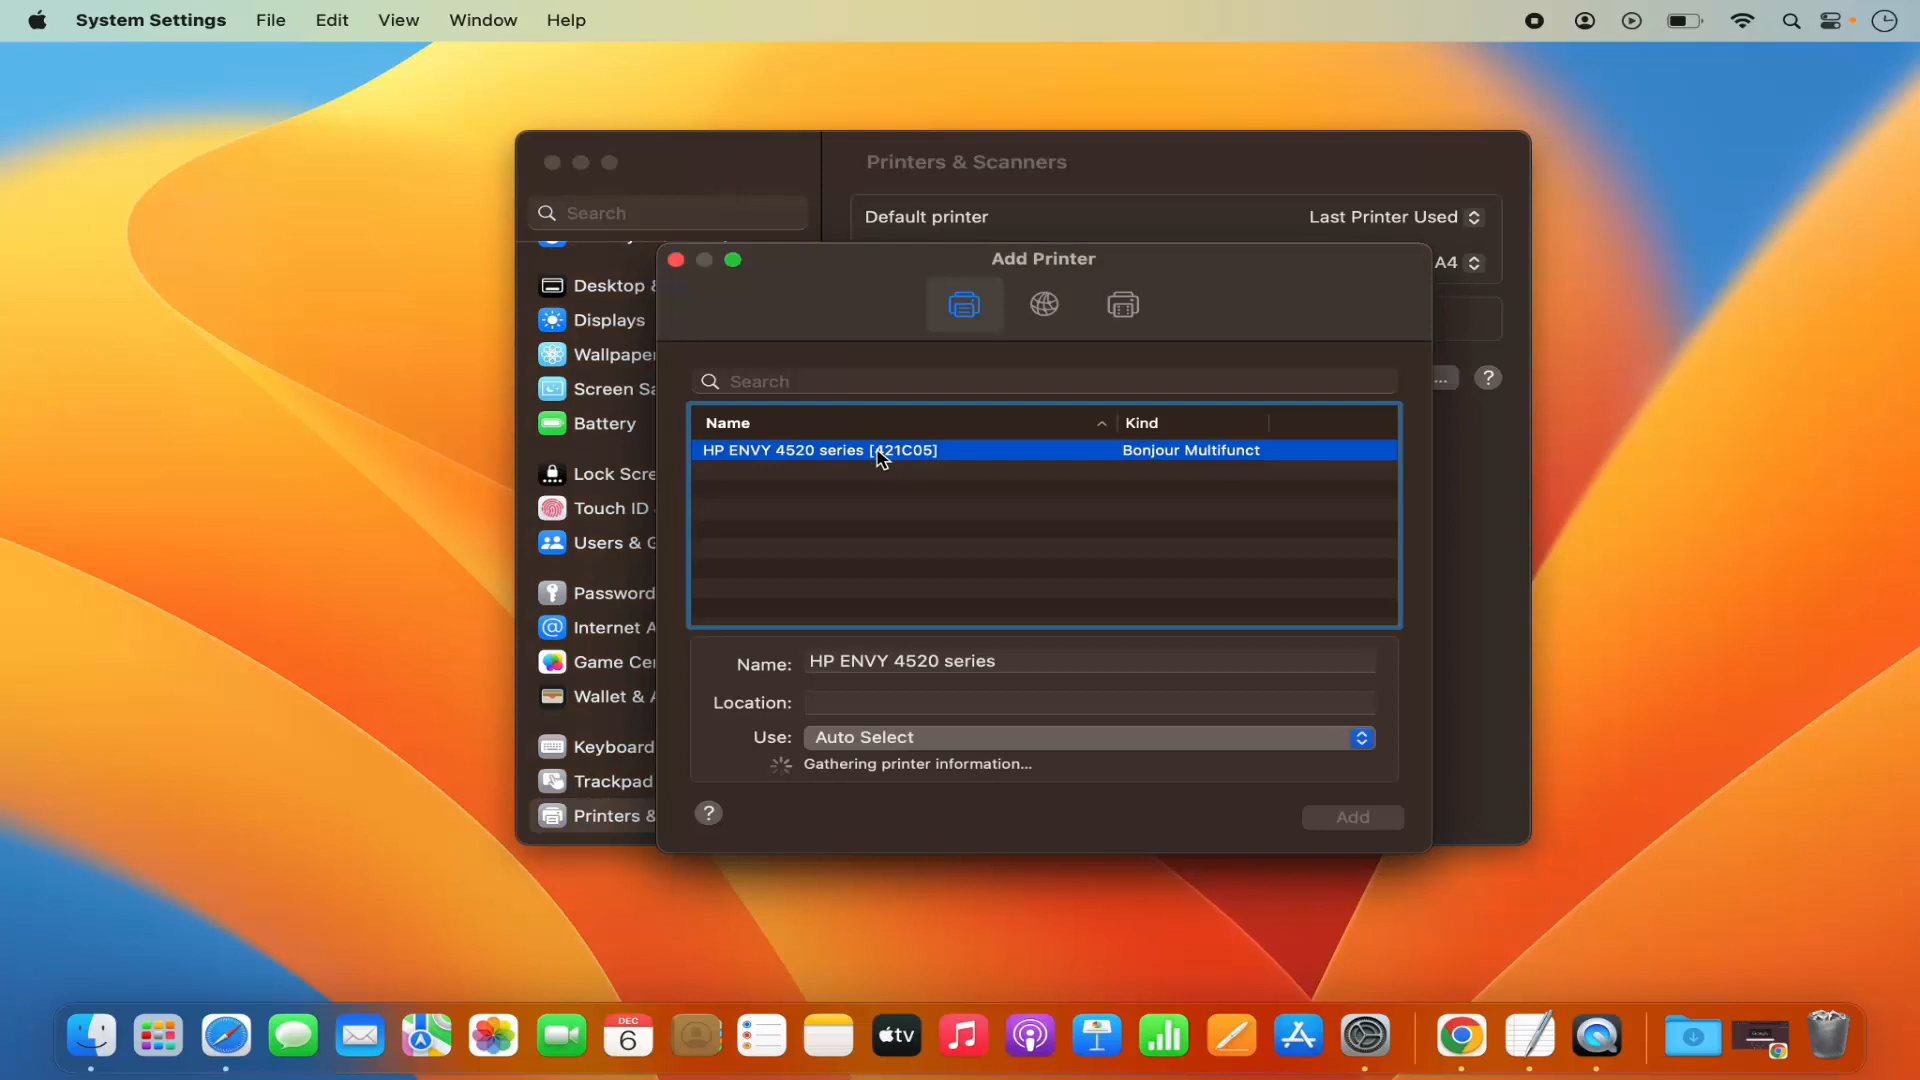 System Settings File Edit View Window Help
Printers & Scanners
Search
Default printer Last Printer Used
A4
Add Printer
Desktop &
Displays
Wallpaper
Screen Sa
Battery
Lock Scre
Touch ID
Users & G
Password
Internet A
Game Cen
Wallet & A
Keyboard
Trackpad
Printers &
... ?
Search
Name Kind
HP ENVY 4520 series [421C05] Bonjour Multifunct
Name: HP ENVY 4520 series
Location:
Use: Auto Select
Gathering printer information...
? Add
DEC
6
tv